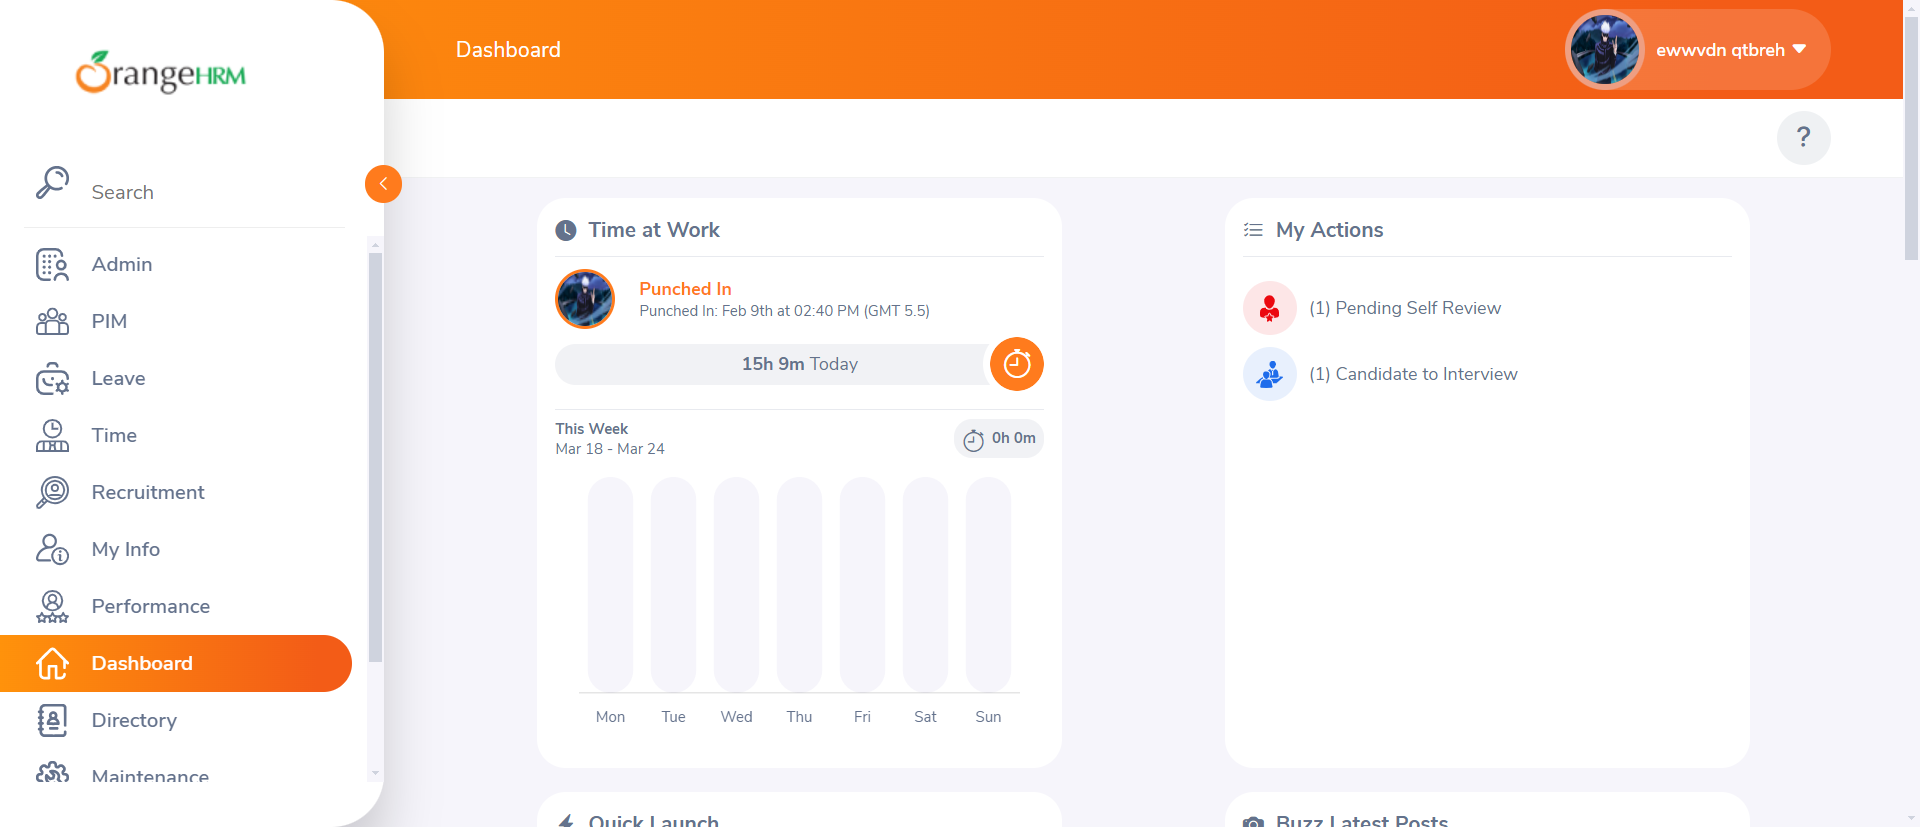 OrangeHRM
Search
Admin
PIM
Leave
Time
Recruitment
My Info
Performance
Dashboard
Directory
Maintenance
Dashboard
ewwvdn qtbreh
?
Time at Work
Punched In
Punched In: Feb 9th at 02:40 PM (GMT 5.5)
15h 9m Today
This Week
Mar 18 - Mar 24
0h 0m
Mon Tue Wed Thu Fri Sat Sun
My Actions
(1) Pending Self Review
(1) Candidate to Interview
Quick Launch
Buzz Latest Posts